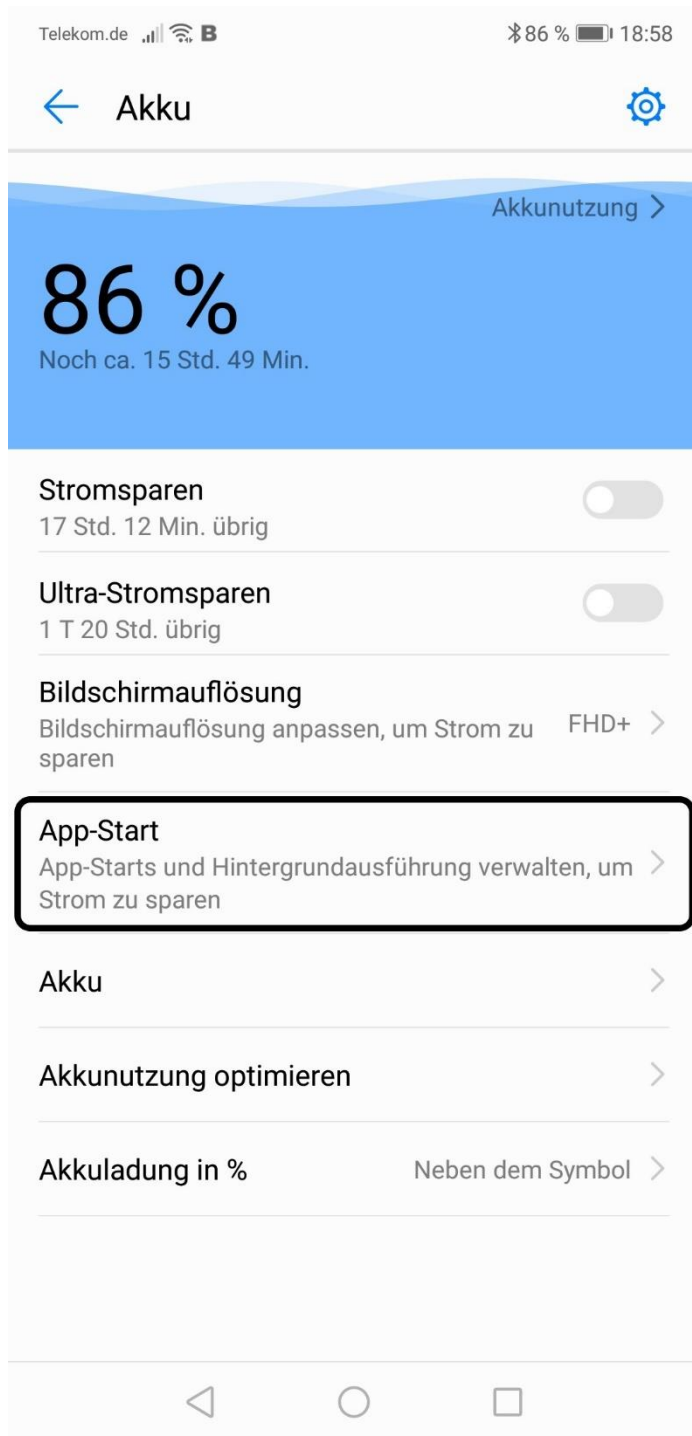 Telekom.de B 86 % 18:58
Akku
Akkunutzung
86 %
Noch ca. 15 Std. 49 Min.
Stromsparen
17 Std. 12 Min. übrig
Ultra-Stromsparen
1 T 20 Std. übrig
Bildschirmauflösung
Bildschirmauflösung anpassen, um Strom zu
sparen
FHD+
App-Start
App-Starts und Hintergrundausführung verwalten, um
Strom zu sparen
Akku
Akkunutzung optimieren
Akkuladung in % Neben dem Symbol